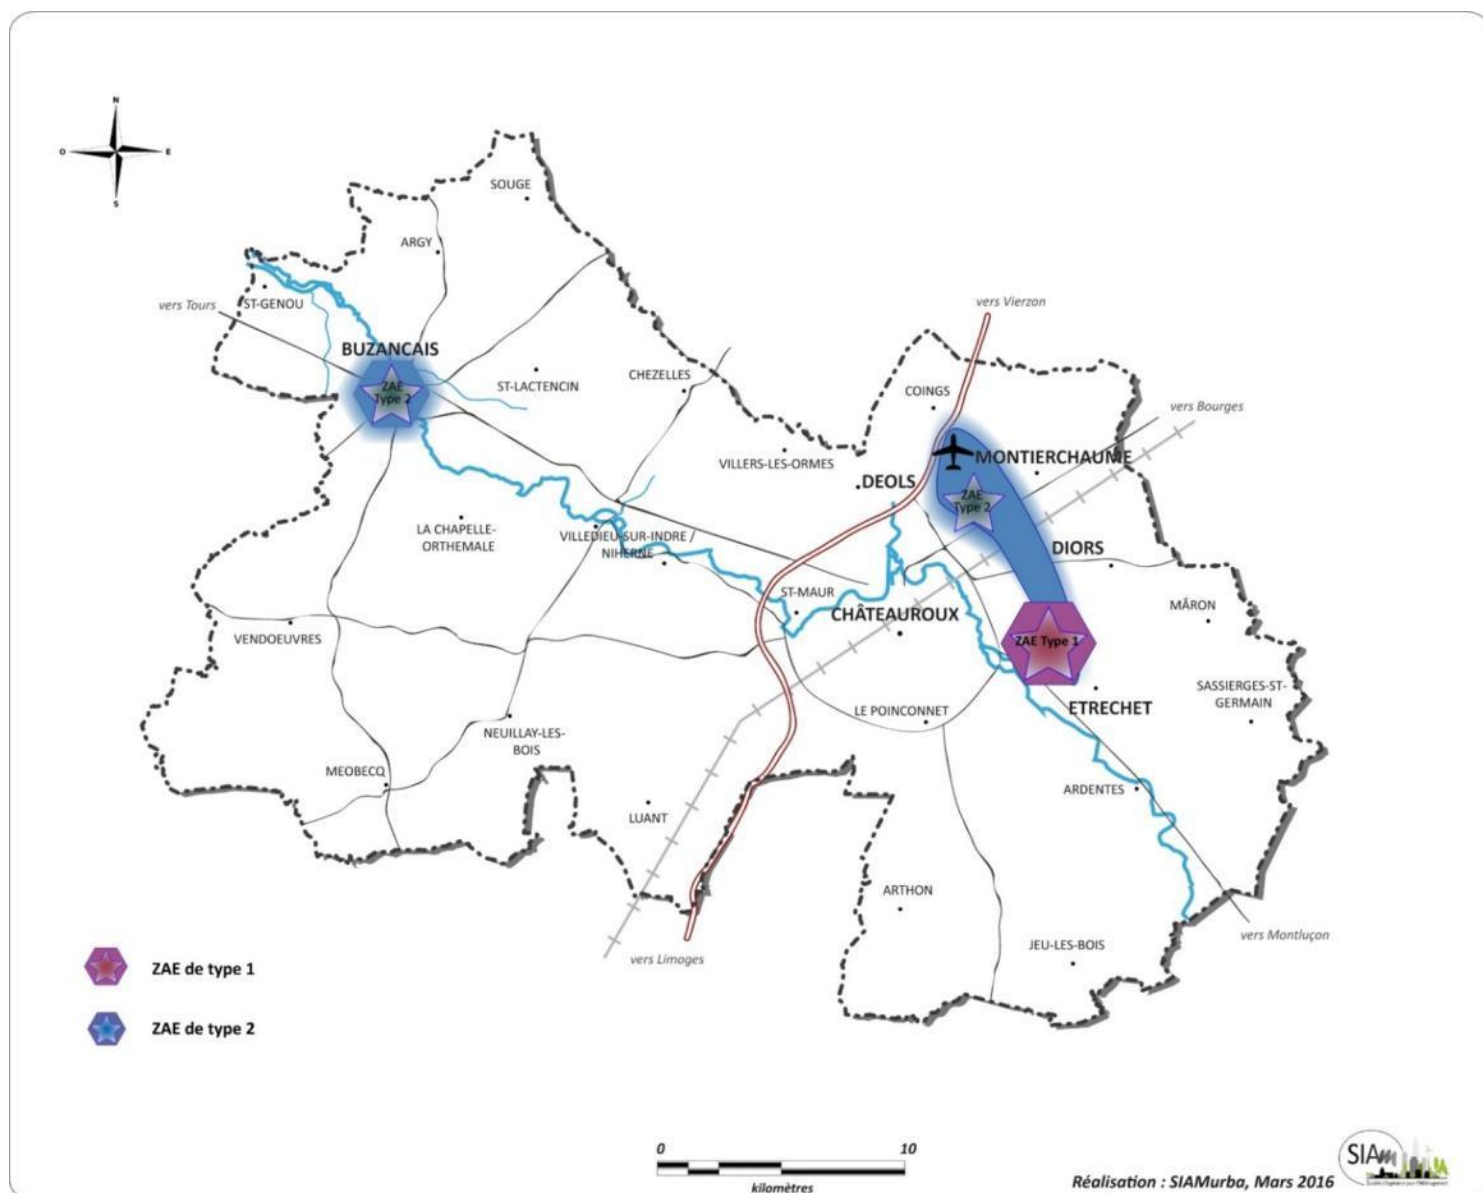 N
O
E
S
SOUGE
ARGY
ST-GENOU
vers Tours
vers Vierzon
BUZANCAIS
ZAE
Type 2
ST-LACTENCIN
CHEZELLES
COINGS
vers Bourges
VILLERS-LES-ORMES
MONTIERCHAUME
DEOLS
ZAE
Type 2
LA CHAPELLE-
ORTHEMALE
VILLEDIEU-SUR-INDRE /
NIHERNE
DIORS
ST-MAUR
CHÂTEAUROUX
MÂRON
VENDOEUVRES
ZAE Type 1
SASSIERGES-ST-
GERMAIN
ETRECHET
LE POINCONNET
NEUILLAY-LES-
BOIS
MEOBECQ
ARDENTES
LUANT
ARTHON
vers Montluçon
JEU-LES-BOIS
vers Limoges
ZAE de type 1
ZAE de type 2
0 10
kilomètres
Réalisation : SIAMurba, Mars 2016
SIAm